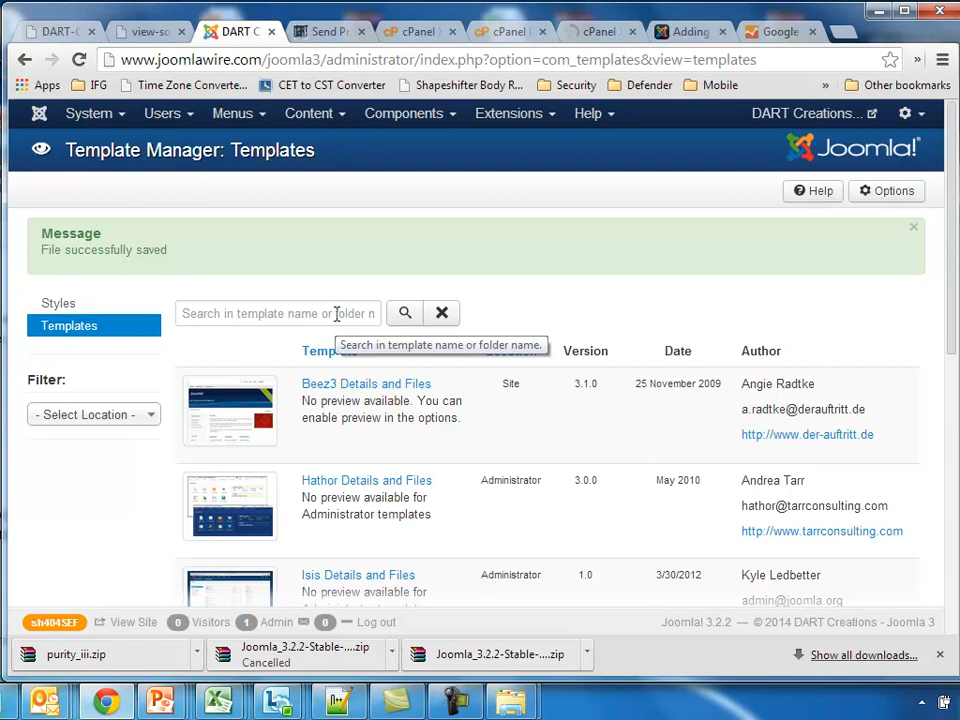 DART-C
view-sc
DART C
Send Pr
cPanel X
cPanel
cPanel X
Adding
Google
www.joomlawire.com/joomla3/administrator/index.php?option=com_templates&view=templates
Apps IFG Time Zone Converte... CET to CST Converter Shapeshifter Body R... Security Defender Mobile » Other bookmarks
System Users Menus Content Components Extensions Help DART Creations...
Template Manager: Templates Joomla!
Help Options
Message
File successfully saved
Styles
Templates
Filter:
- Select Location -
Search in template name or folder n
Search in template name or folder name.
Version Date Author
Beez3 Details and Files Site 3.1.0 25 November 2009 Angie Radtke
No preview available. You can
enable preview in the options.
a.radtke@derauftritt.de
http://www.der-auftritt.de
Hathor Details and Files Administrator 3.0.0 May 2010 Andrea Tarr
No preview available for
Administrator templates
hathor@tarrconsulting.com
http://www.tarrconsulting.com
Isis Details and Files Administrator 1.0 3/30/2012 Kyle Ledbetter
No preview available for
admin@joomla.org
sh404SEF View Site 0 Visitors 1 Admin 0 Log out Joomla! 3.2.2 — © 2014 DART Creations - Joomla 3
purity_iii.zip
Joomla_3.2.2-Stable-....zip
Cancelled
Joomla_3.2.2-Stable-....zip
Show all downloads...